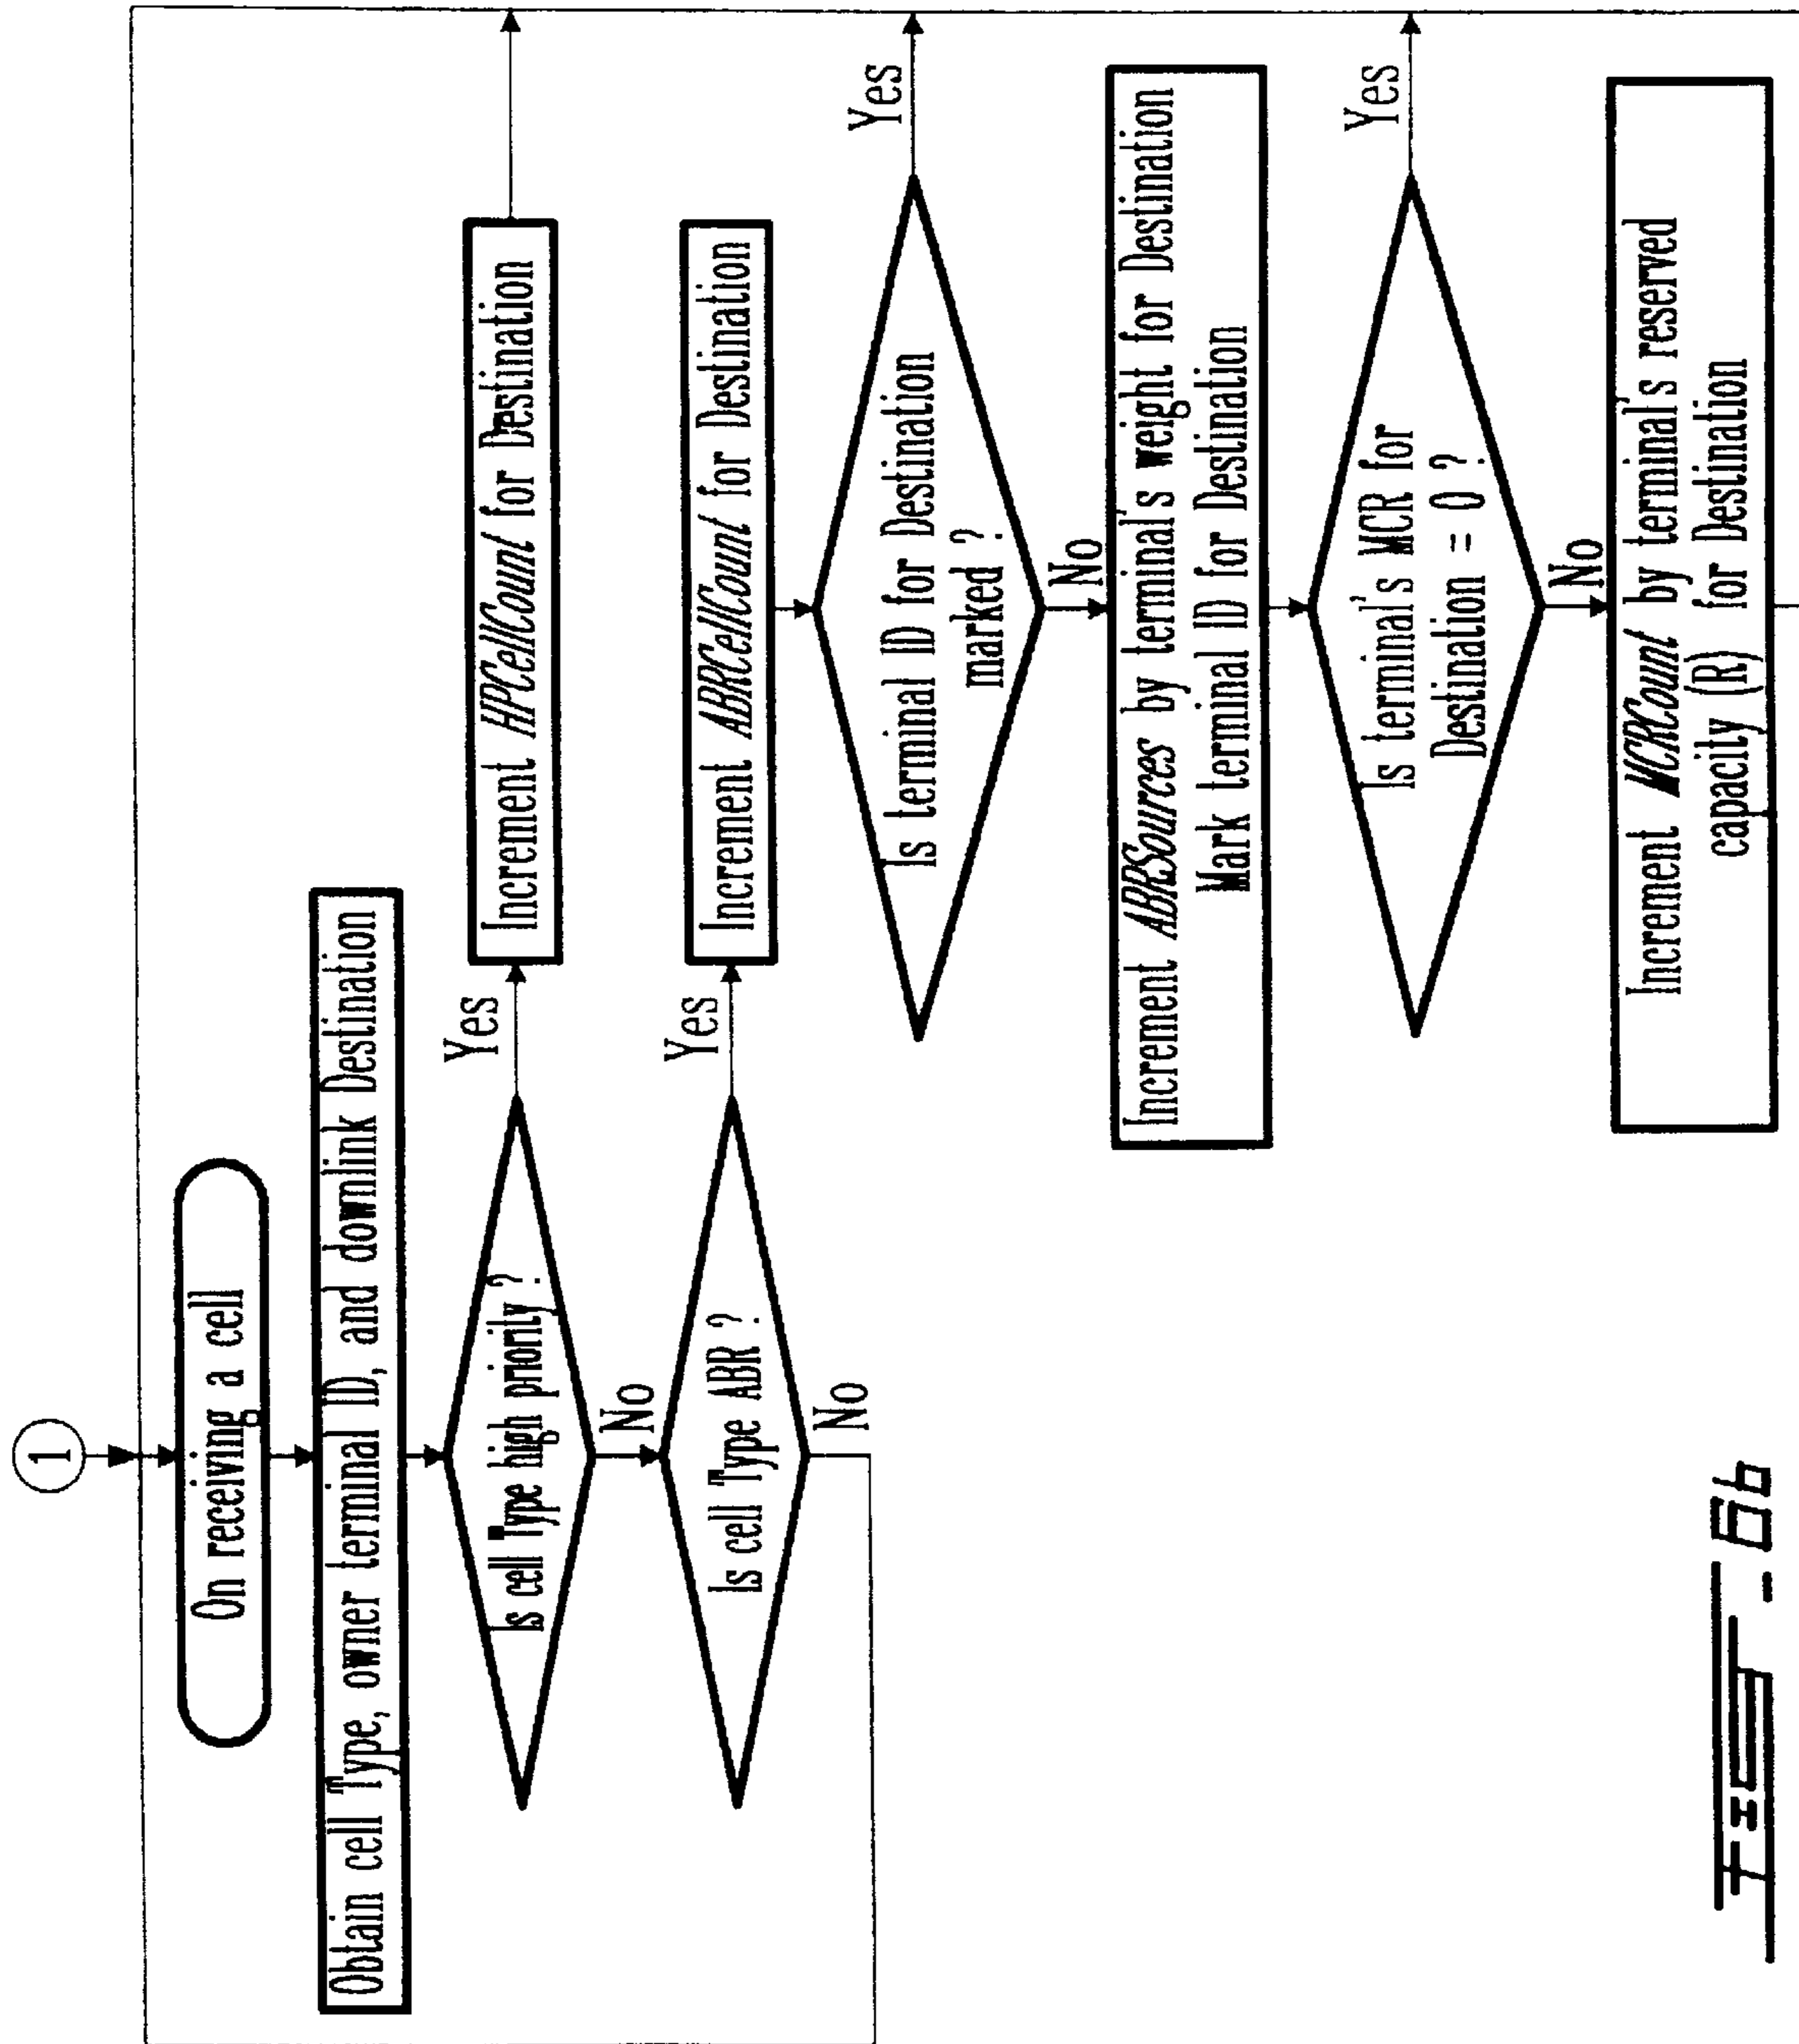 1
On receiving a cell
Obtain cell Type, owner terminal ID, and downlink Destination
Is cell Type high priority ?
Yes
No
Increment HPCellCount for Destination
Is cell Type ABR ?
Yes
No
Increment ABRCellCount for Destination
Is terminal ID for Destination
marked ?
Yes
No
Increment ABRSources by terminal's weight for Destination
Mark terminal ID for Destination
Is terminal's MCR for
Destination = 0 ?
Yes
No
Increment MCRCount by terminal's reserved
capacity (R) for Destination
Fig - 6b